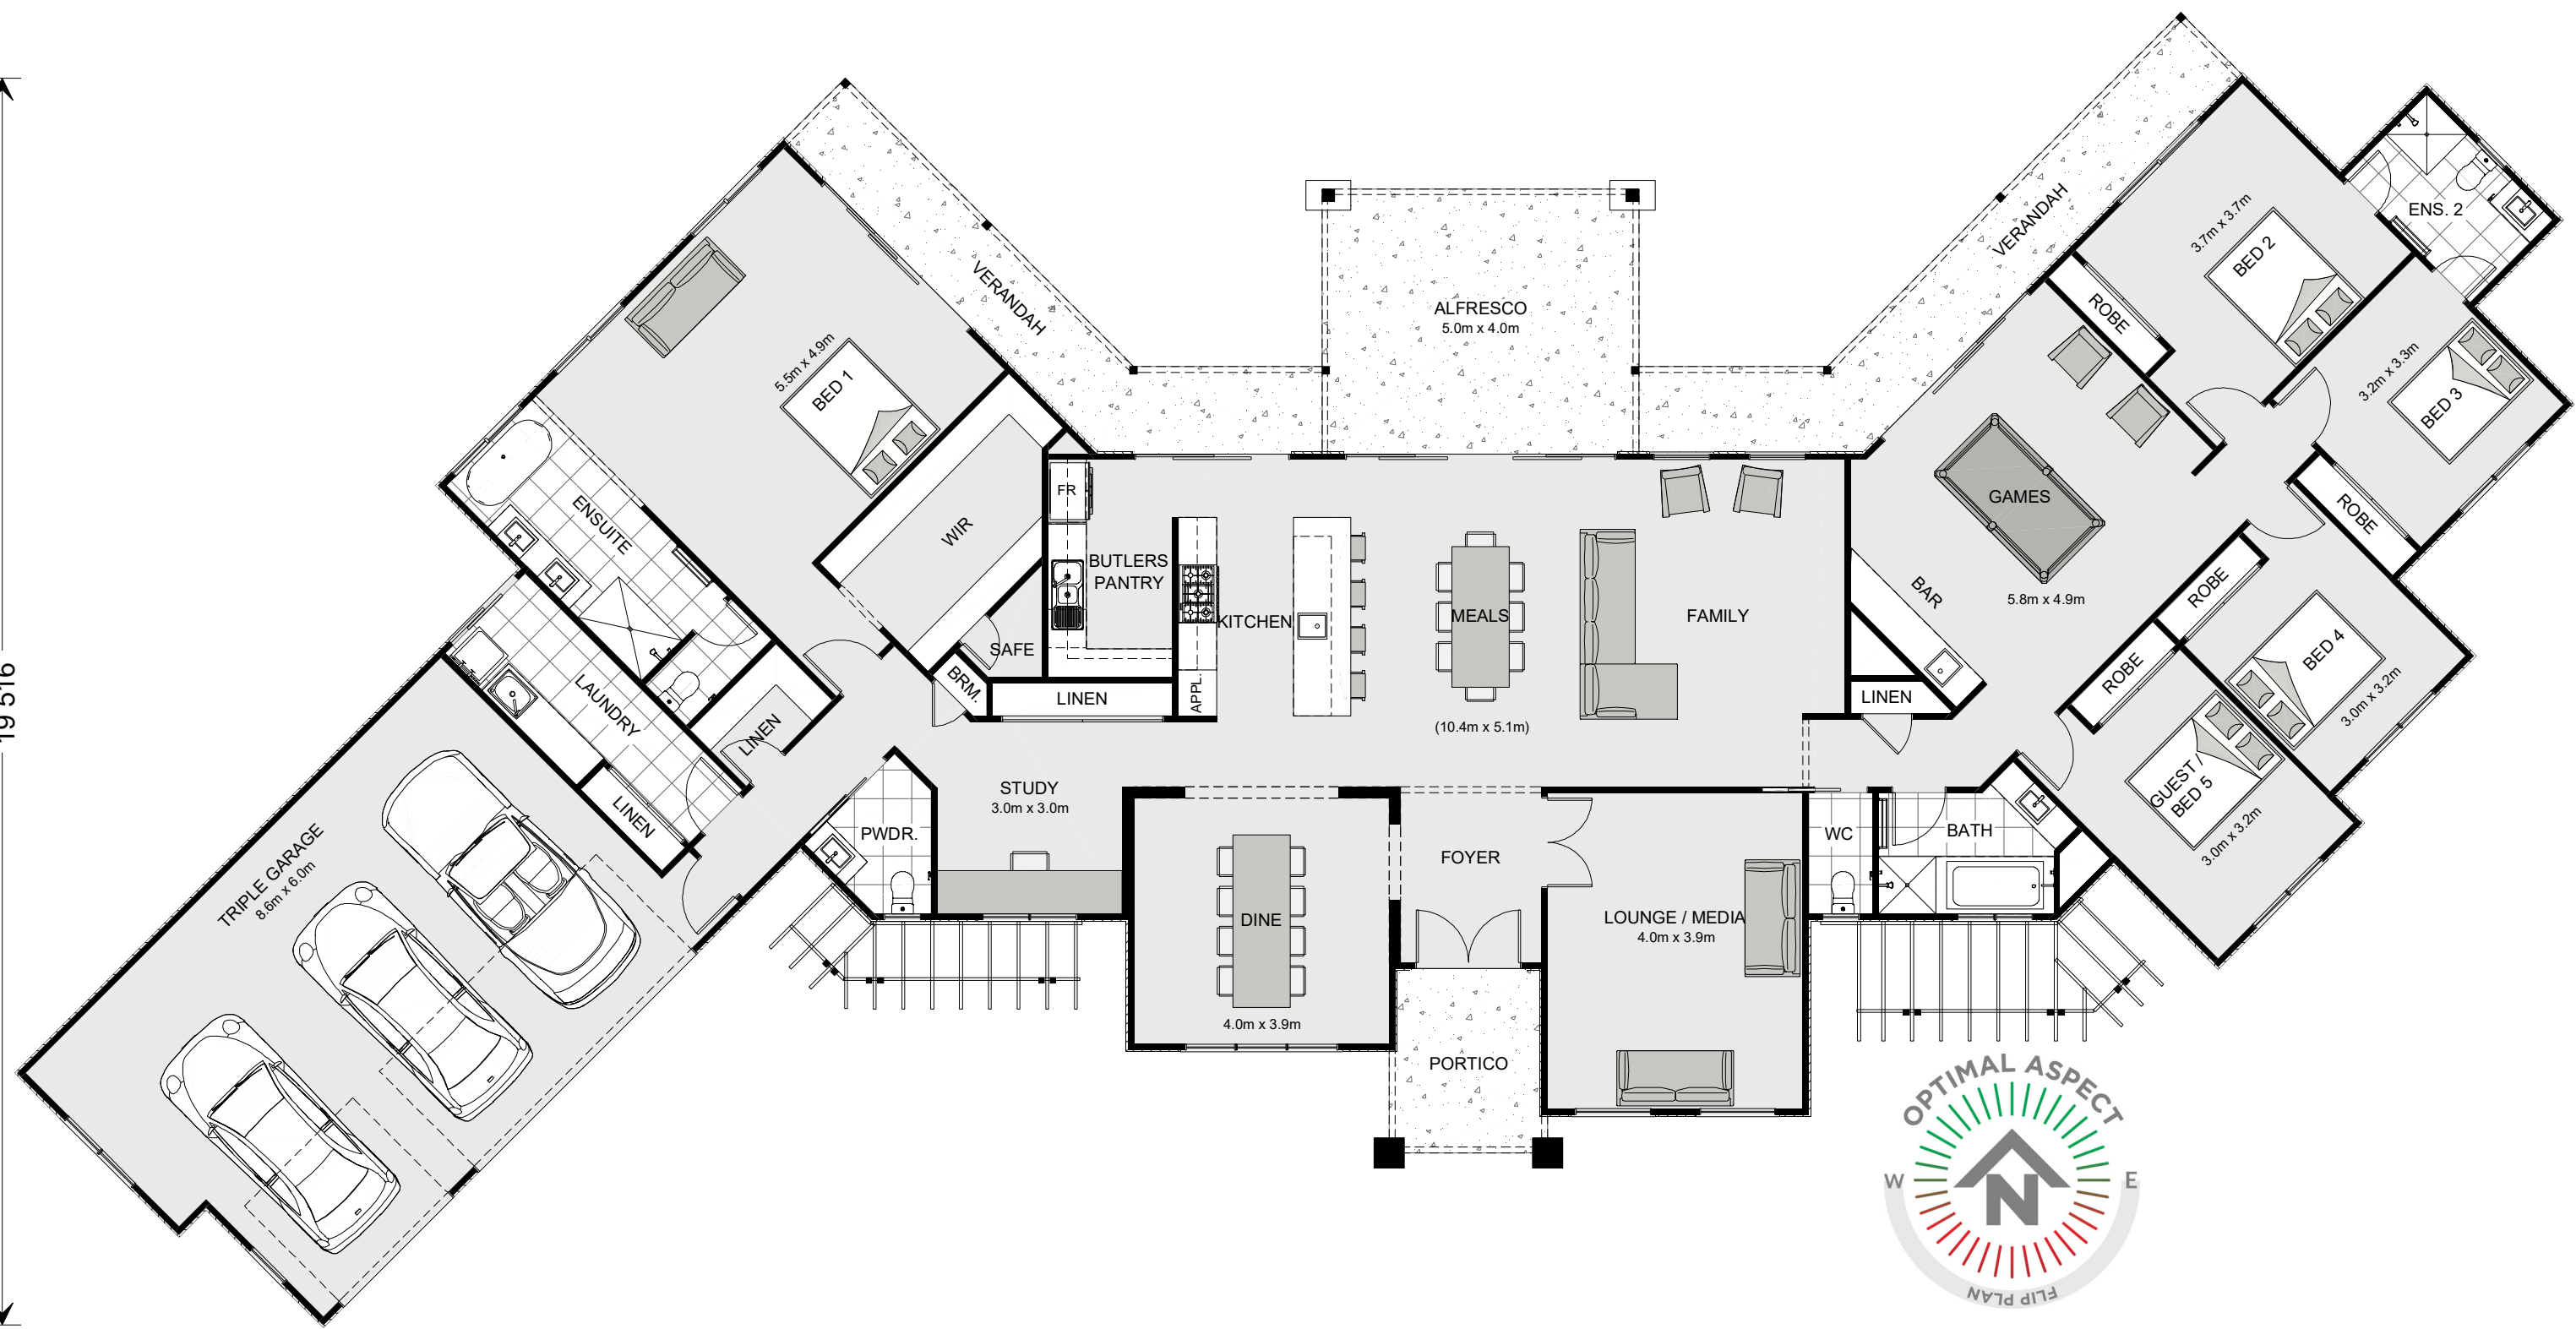 19 516
VERANDAH
5.5m x 4.9m
BED 1
ENSUITE
WIR
LAUNDRY
LINEN
LINEN
TRIPLE GARAGE
8.6m x 6.0m
PWDR.
STUDY
3.0m x 3.0m
BRM.
SAFE
LINEN
FR
BUTLERS
PANTRY
APPL.
KITCHEN
ALFRESCO
5.0m x 4.0m
MEALS
(10.4m x 5.1m)
FAMILY
DINE
4.0m x 3.9m
FOYER
PORTICO
LOUNGE / MEDIA
4.0m x 3.9m
VERANDAH
GAMES
5.8m x 4.9m
BAR
LINEN
WC
BATH
ROBE
3.7m x 3.7m
BED 2
ENS. 2
3.2m x 3.3m
BED 3
ROBE
ROBE
BED 4
3.0m x 3.2m
ROBE
GUEST /
BED 5
3.0m x 3.2m
OPTIMAL ASPECT
W
N
E
FLIP PLAN